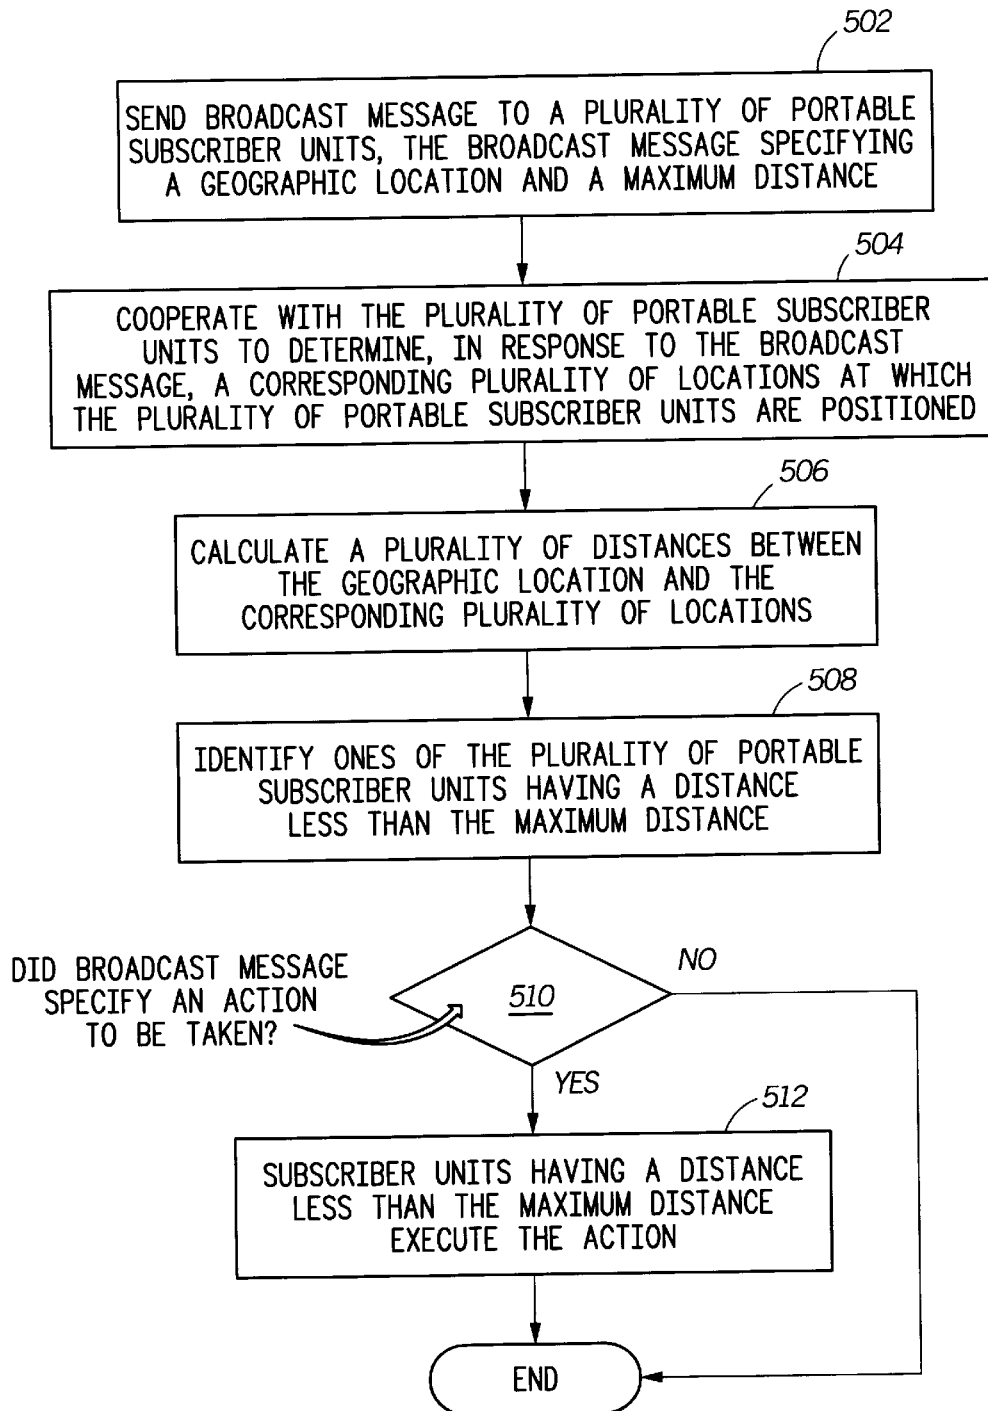 502
SEND BROADCAST MESSAGE TO A PLURALITY OF PORTABLE
SUBSCRIBER UNITS, THE BROADCAST MESSAGE SPECIFYING
A GEOGRAPHIC LOCATION AND A MAXIMUM DISTANCE
504
COOPERATE WITH THE PLURALITY OF PORTABLE SUBSCRIBER
UNITS TO DETERMINE, IN RESPONSE TO THE BROADCAST
MESSAGE, A CORRESPONDING PLURALITY OF LOCATIONS AT WHICH
THE PLURALITY OF PORTABLE SUBSCRIBER UNITS ARE POSITIONED
506
CALCULATE A PLURALITY OF DISTANCES BETWEEN
THE GEOGRAPHIC LOCATION AND THE
CORRESPONDING PLURALITY OF LOCATIONS
508
IDENTIFY ONES OF THE PLURALITY OF PORTABLE
SUBSCRIBER UNITS HAVING A DISTANCE
LESS THAN THE MAXIMUM DISTANCE
DID BROADCAST MESSAGE
SPECIFY AN ACTION
TO BE TAKEN?
510
NO
YES
512
SUBSCRIBER UNITS HAVING A DISTANCE
LESS THAN THE MAXIMUM DISTANCE
EXECUTE THE ACTION
END